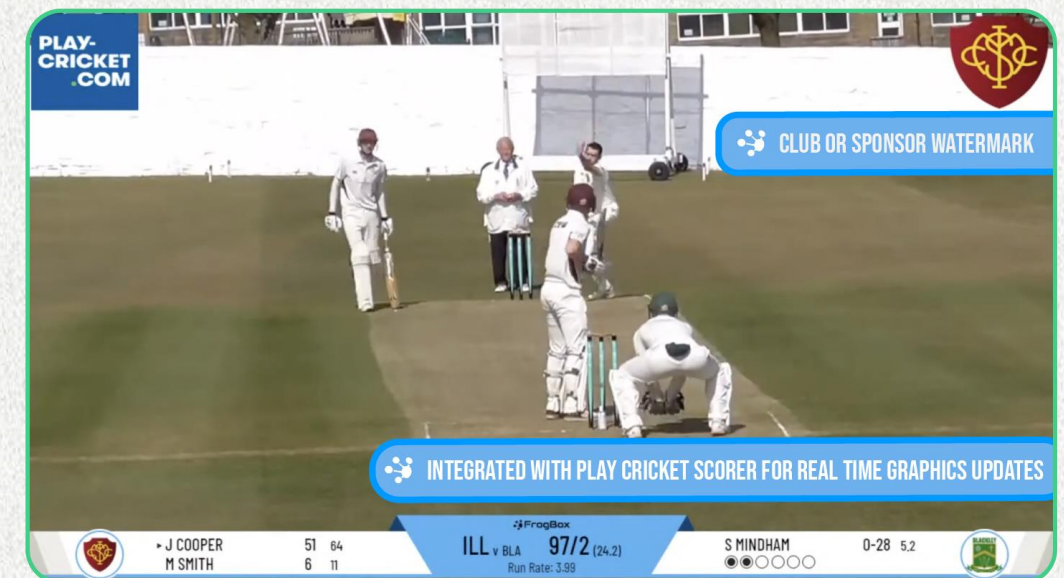 PLAY-
CRICKET
.COM
CLUB OR SPONSOR WATERMARK
INTEGRATED WITH PLAY CRICKET SCORER FOR REAL TIME GRAPHICS UPDATES
FrogBox
▸ J COOPER 51 64
M SMITH 6 11
ILL v BLA 97/2 (24.2)
Run Rate: 3.99
S MINDHAM 0-28 5.2